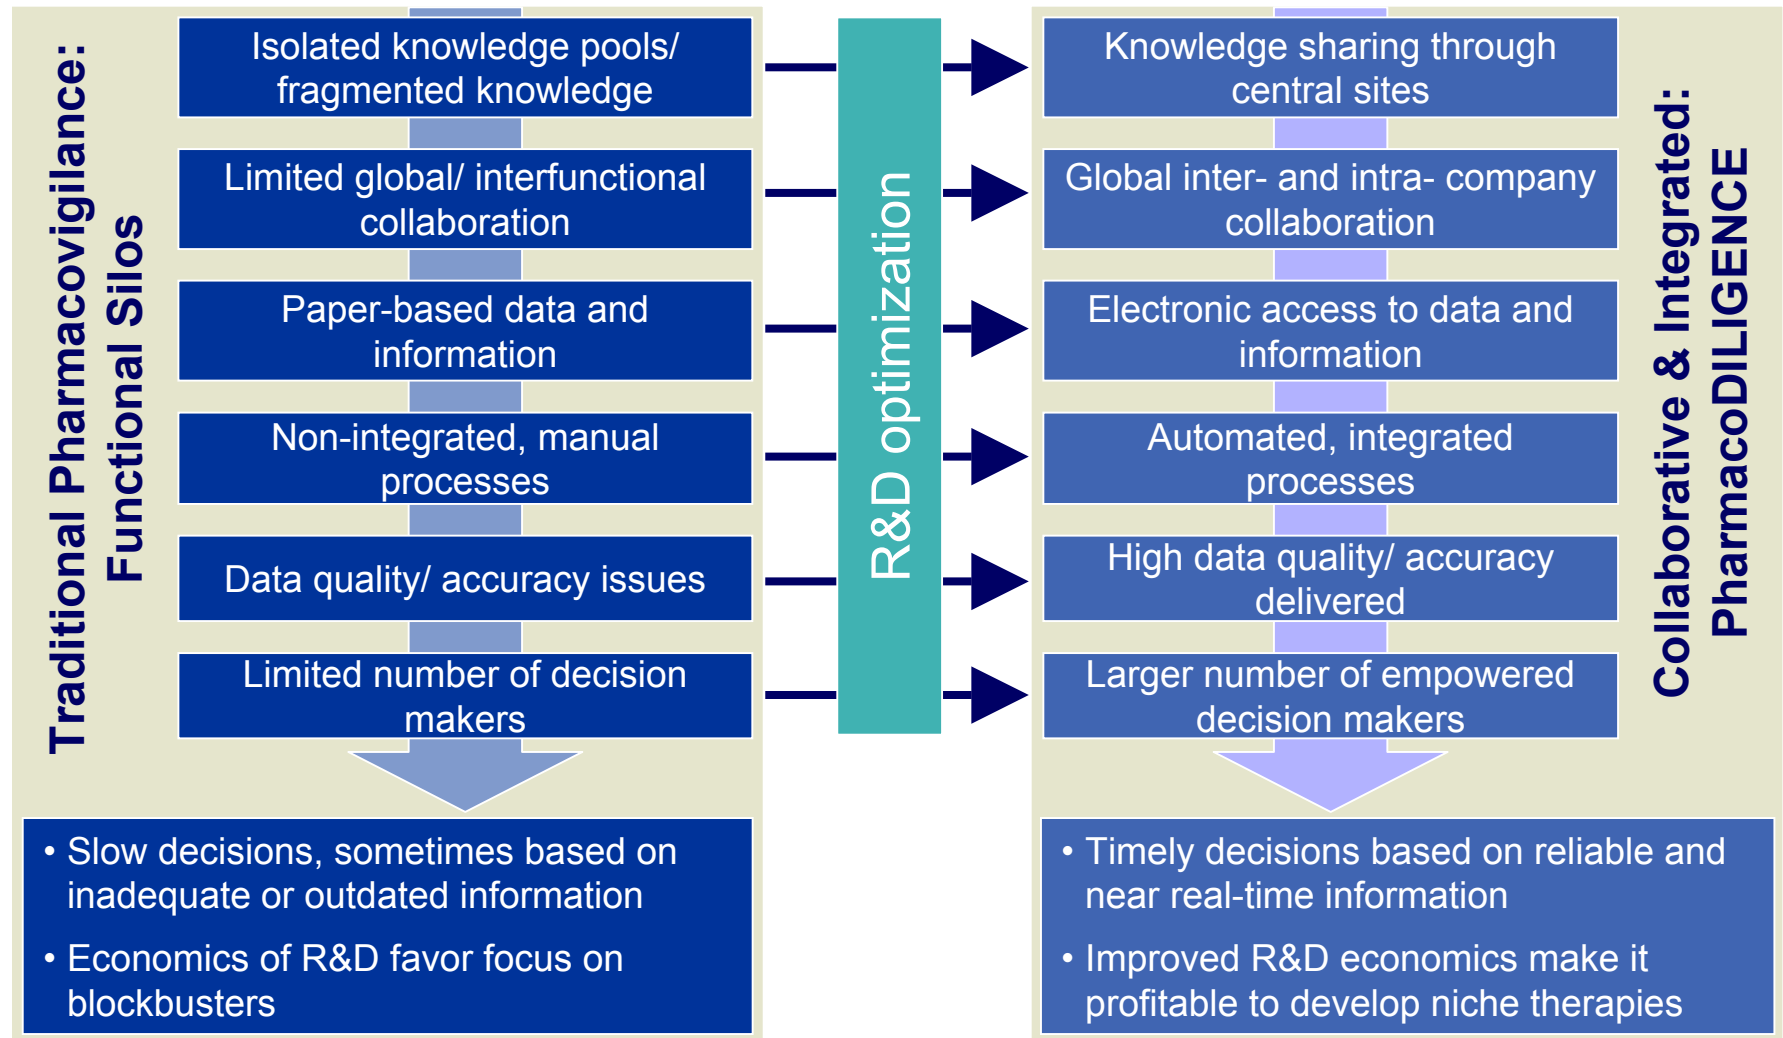 Traditional Pharmacovigilance:
Functional Silos
Isolated knowledge pools/
fragmented knowledge
Limited global/ interfunctional
collaboration
Paper-based data and
information
Non-integrated, manual
processes
Data quality/ accuracy issues
Limited number of decision
makers
• Slow decisions, sometimes based on
inadequate or outdated information
• Economics of R&D favor focus on
blockbusters
R&D optimization
Knowledge sharing through
central sites
Global inter- and intra- company
collaboration
Electronic access to data and
information
Automated, integrated
processes
High data quality/ accuracy
delivered
Larger number of empowered
decision makers
• Timely decisions based on reliable and
near real-time information
• Improved R&D economics make it
profitable to develop niche therapies
Collaborative & Integrated:
PharmacoDILIGENCE